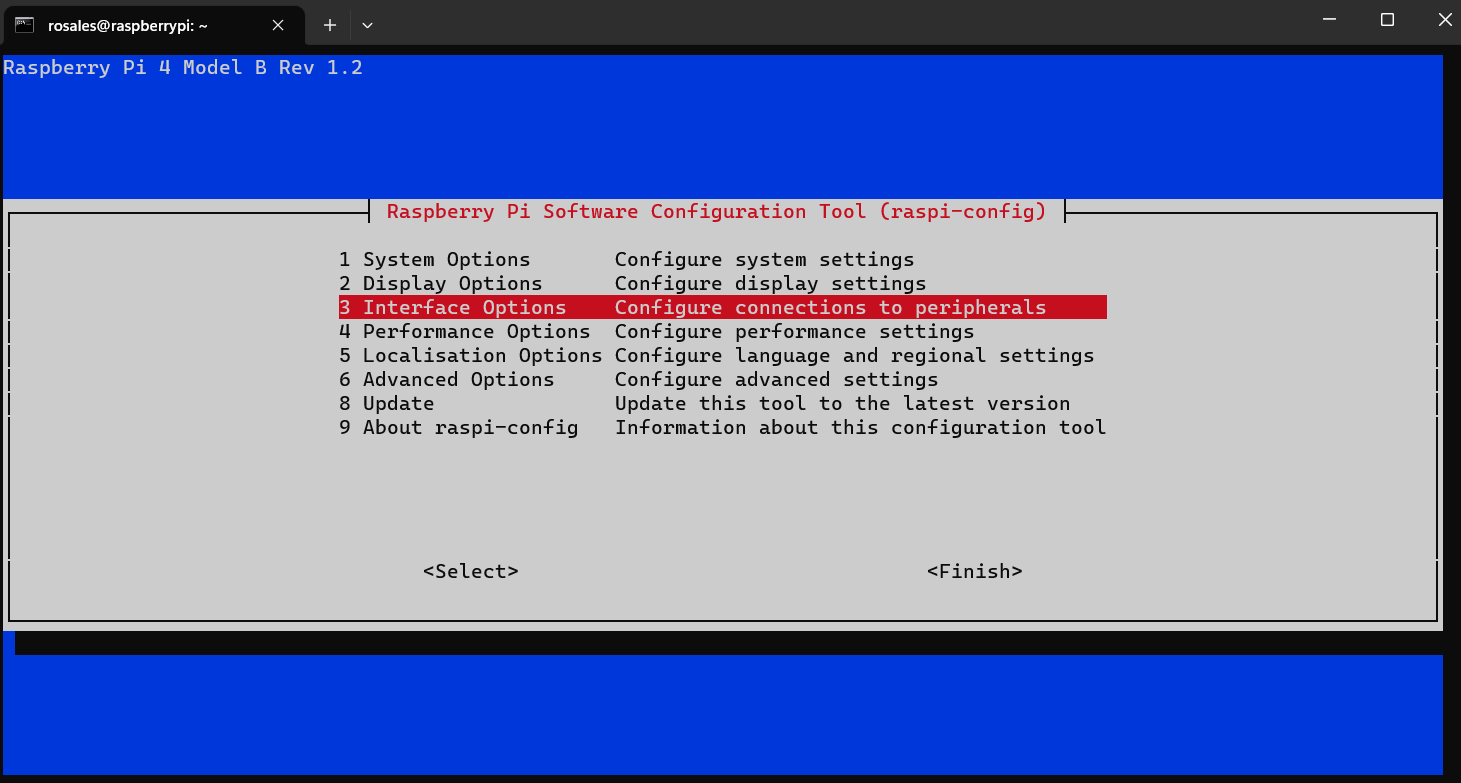 rosales@raspberrypi: ~
Raspberry Pi 4 Model B Rev 1.2
Raspberry Pi Software Configuration Tool (raspi-config)
1 System Options       Configure system settings
2 Display Options      Configure display settings
3 Interface Options    Configure connections to peripherals
4 Performance Options  Configure performance settings
5 Localisation Options Configure language and regional settings
6 Advanced Options     Configure advanced settings
8 Update               Update this tool to the latest version
9 About raspi-config   Information about this configuration tool
<Select>                                  <Finish>